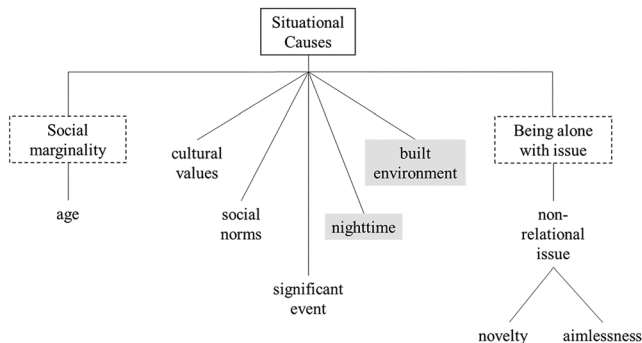 Situational
Causes
Social
marginality
Being alone
with issue
cultural
values
built
environment
age
social
norms
nighttime
non-
relational
issue
significant
event
novelty
aimlessness